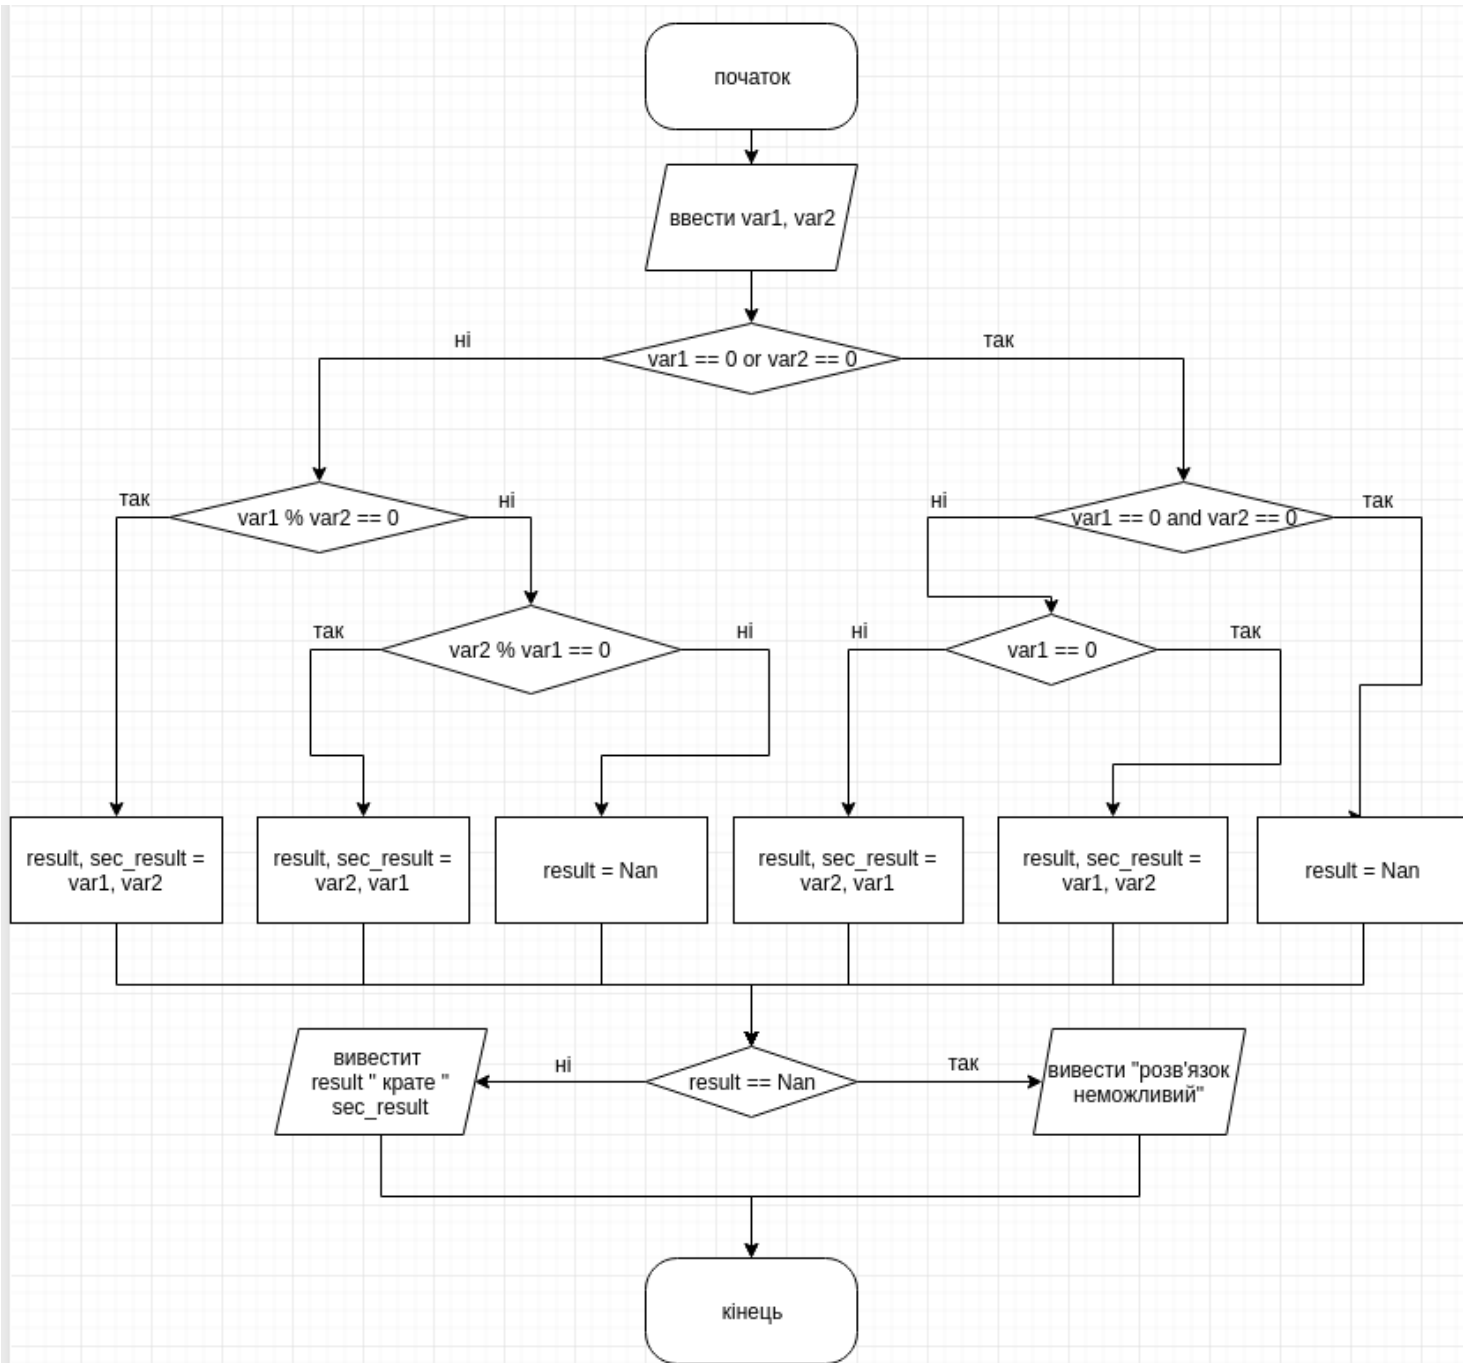 початок
ввести var1, var2
ні
так
var1 == 0 or var2 == 0
так
var1 % var2 == 0
ні
ні
var1 == 0 and var2 == 0
так
так
var2 % var1 == 0
ні
ні
var1 == 0
так
result, sec_result =
var1, var2
result, sec_result =
var2, var1
result = Nan
result, sec_result =
var2, var1
result, sec_result =
var1, var2
result = Nan
вивестит
result " крате "
sec_result
ні
result == Nan
так
вивести "розв'язок
неможливий"
кінець